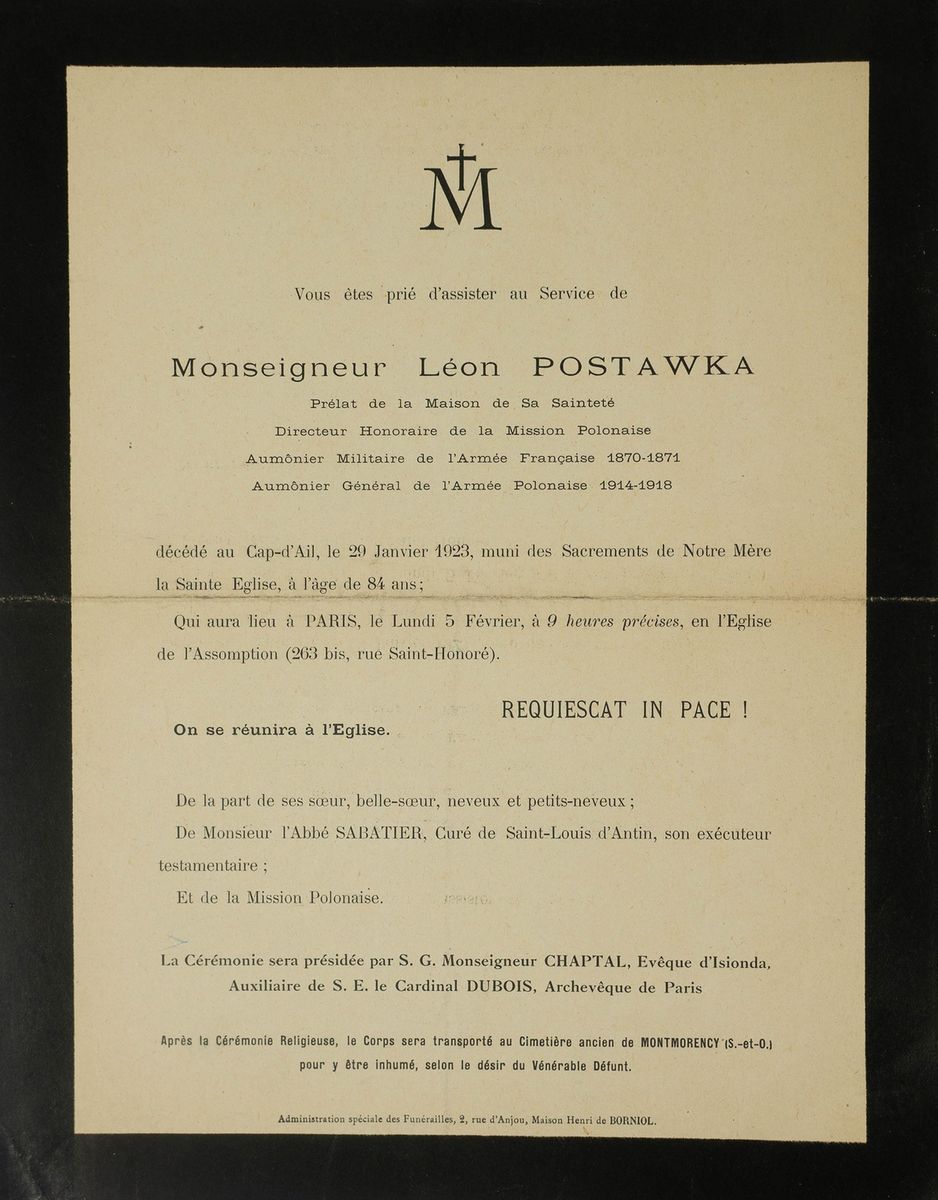 M
Vous êtes prié d'assister au Service de
Monseigneur Léon POSTAWKA
Prélat de la Maison de Sa Sainteté
Directeur Honoraire de la Mission Polonaise
Aumônier Militaire de l'Armée Française 1870-1871
Aumônier Général de l'Armée Polonaise 1914-1918
décédé au Cap-d'Ail, le 29 Janvier 1923, muni des Sacrements de Notre Mère
la Sainte Eglise, à l'âge de 84 ans;
Qui aura lieu à PARIS, le Lundi 5 Février, à 9 heures précises, en l'Eglise
de l'Assomption (263 bis, rue Saint-Honoré).
REQUIESCAT IN PACE !
On se réunira à l'Eglise.
De la part de ses sœur, belle-sœur, neveux et petits-neveux ;
De Monsieur l'Abbé SABATIER, Curé de Saint-Louis d'Antin, son exécuteur
testamentaire ;
Et de la Mission Polonaise.
La Cérémonie sera présidée par S. G. Monseigneur CHAPTAL, Evêque d'Isionda,
Auxiliaire de S. E. le Cardinal DUBOIS, Archevêque de Paris
Après la Cérémonie Religieuse, le Corps sera transporté au Cimetière ancien de MONTMORENCY (S.-et-O.)
pour y être inhumé, selon le désir du Vénérable Défunt.
Administration spéciale des Funérailles, 2, rue d'Anjou, Maison Henri de BORNIOL.